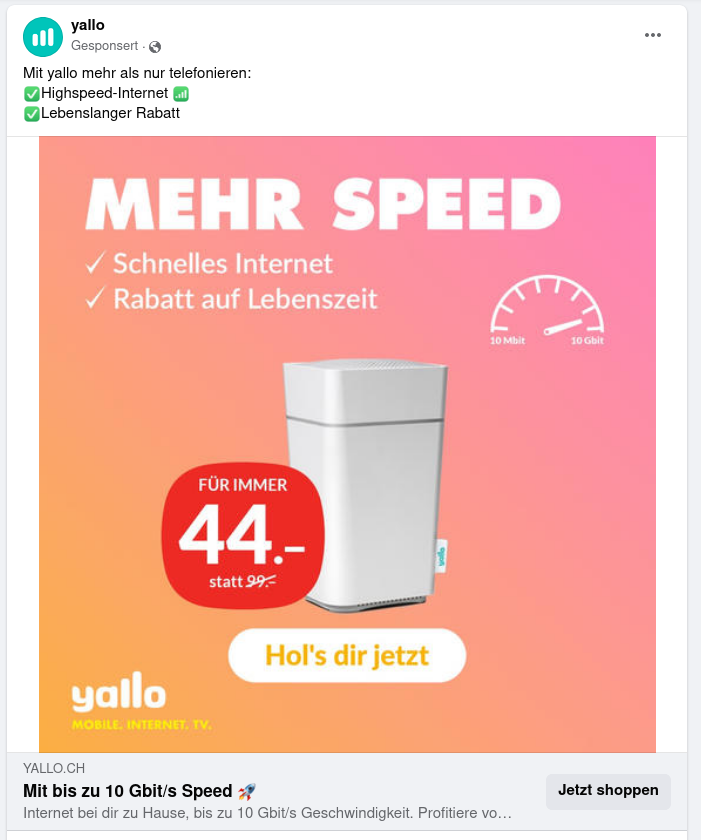 yallo
Gesponsert ·
Mit yallo mehr als nur telefonieren:
✅Highspeed-Internet 📶
✅Lebenslanger Rabatt
MEHR SPEED
✓ Schnelles Internet
✓ Rabatt auf Lebenszeit
10 Mbit 10 Gbit
FÜR IMMER
44.–
statt 99.–
yallo
Hol's dir jetzt
yallo
MOBILE. INTERNET. TV.
YALLO.CH
Mit bis zu 10 Gbit/s Speed 🚀
Internet bei dir zu Hause, bis zu 10 Gbit/s Geschwindigkeit. Profitiere vo…
Jetzt shoppen